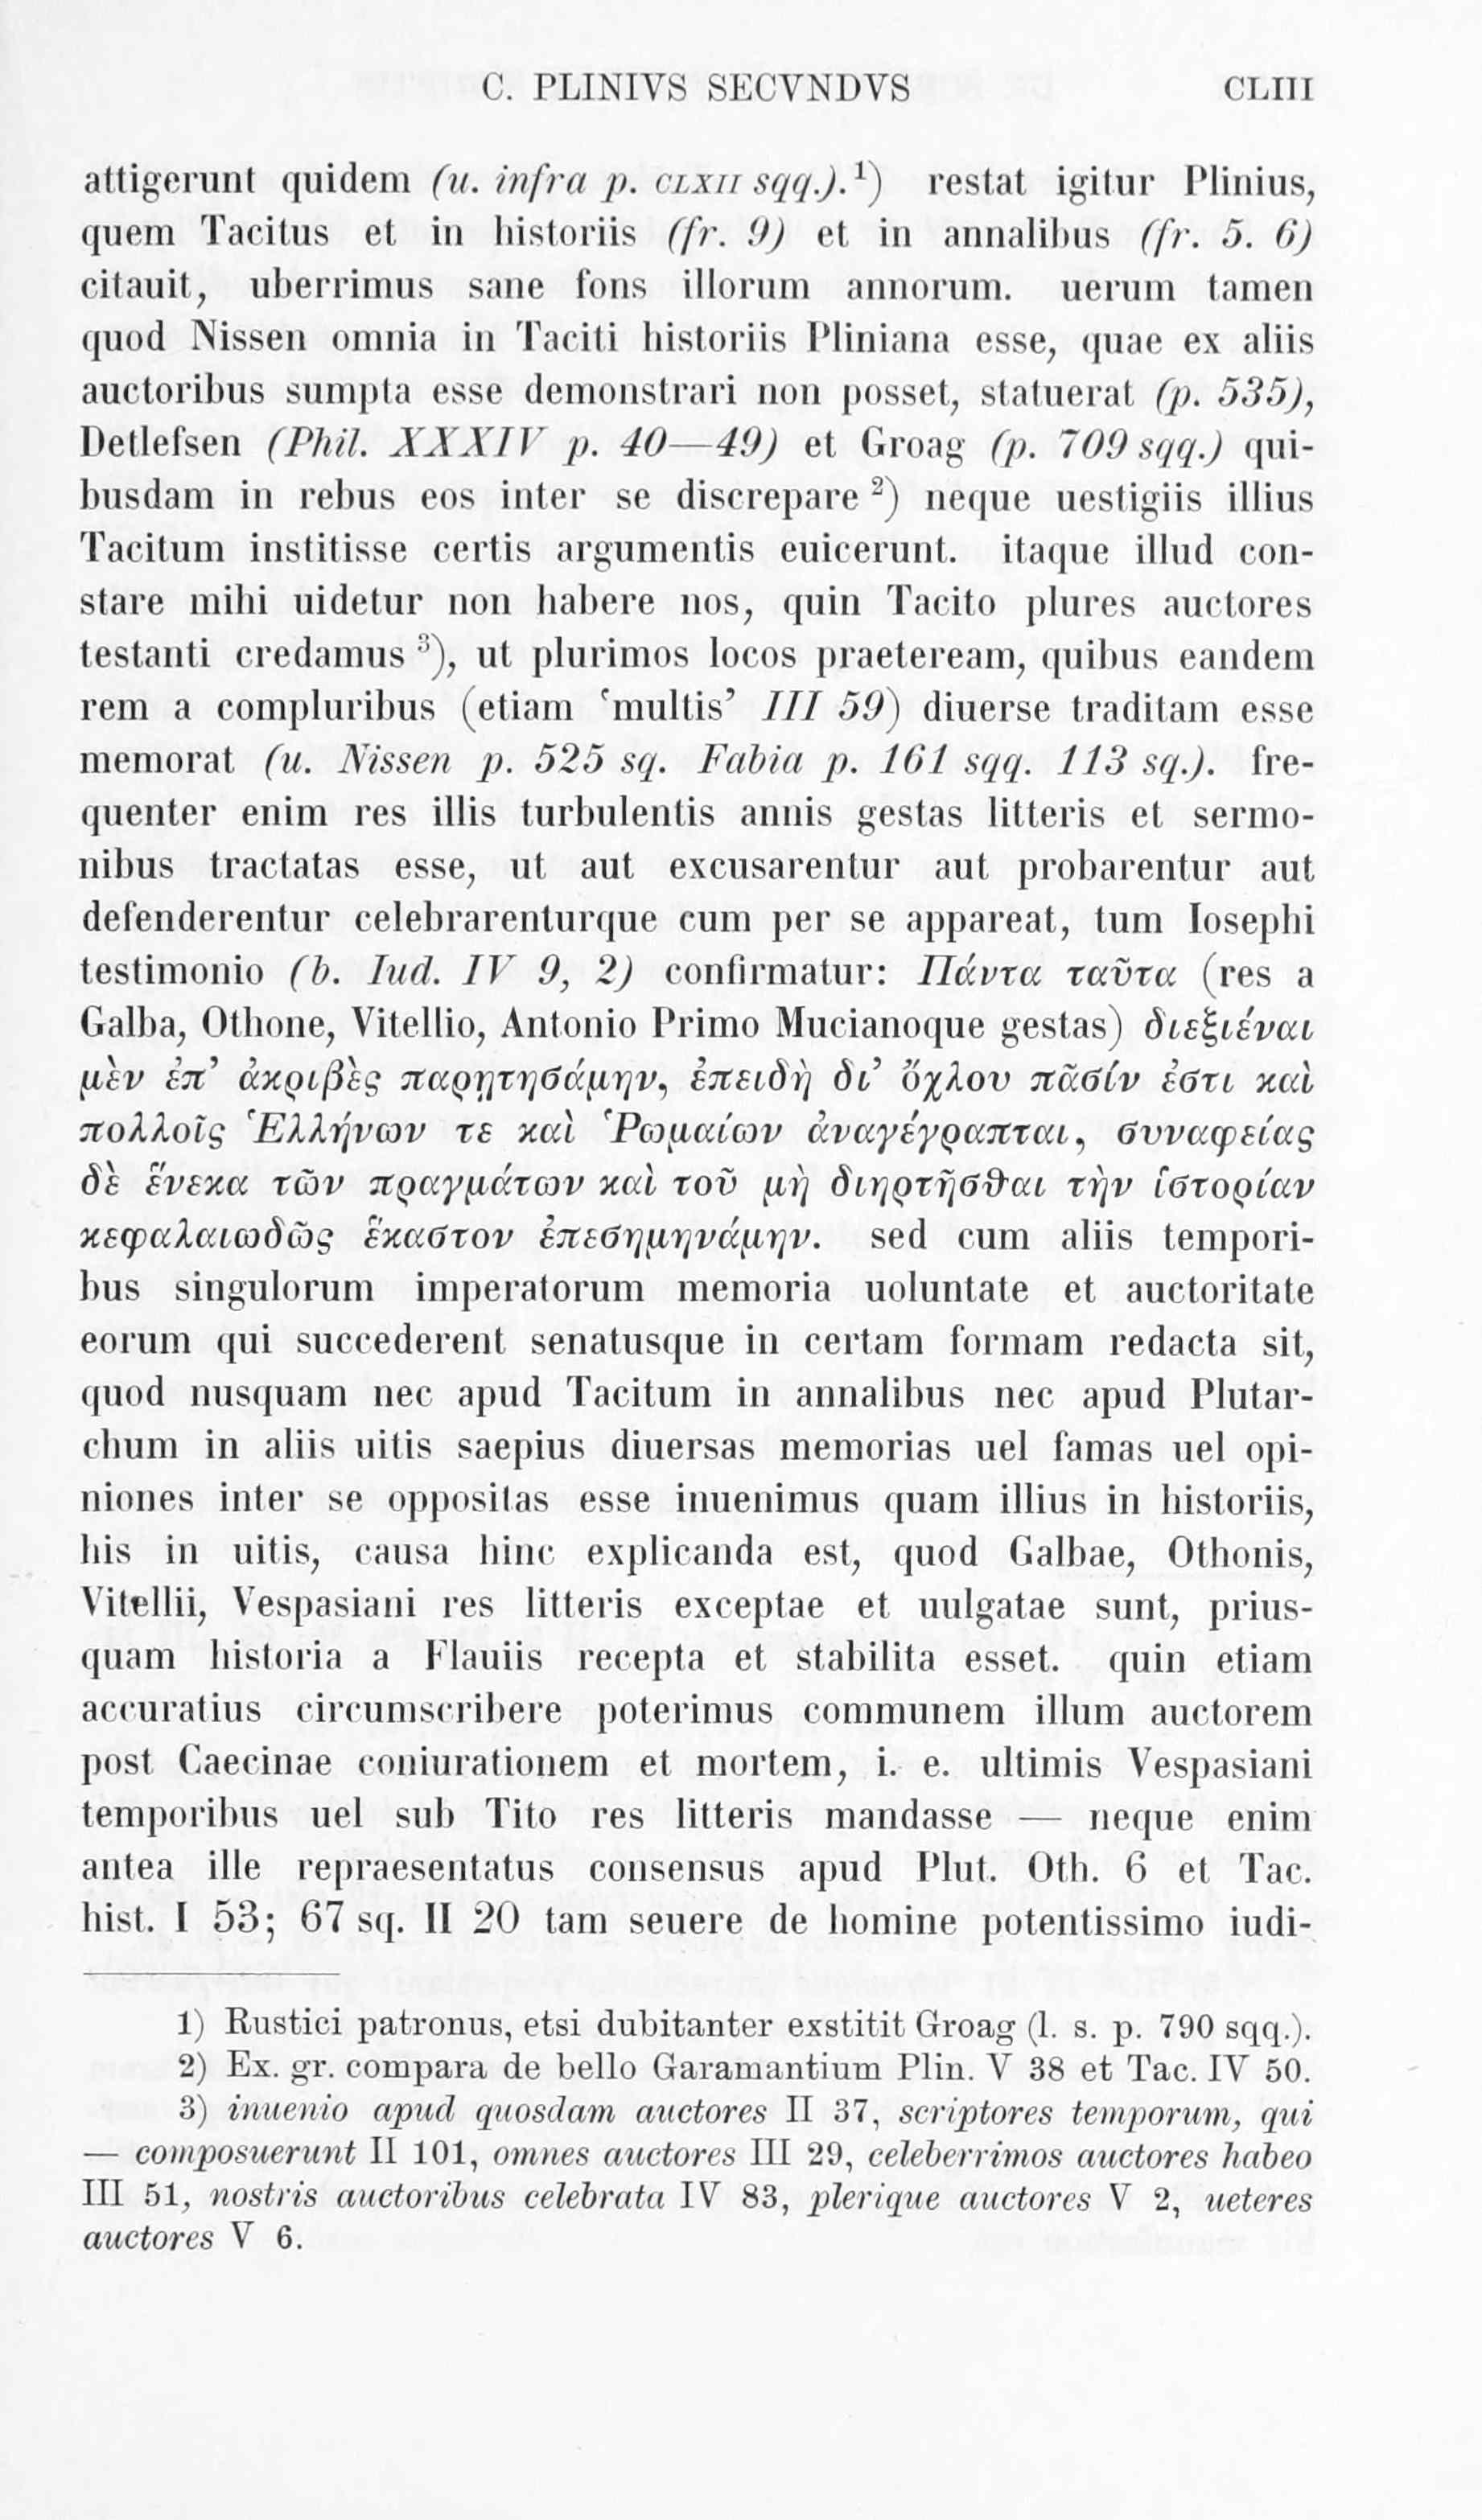 C. PLINIVS SECVNDVS CLIII
attigerunt quidem (u. infra p. CLXII sqq.).¹) restat igitur Plinius,
quem Tacitus et in historiis (fr. 9) et in annalibus (fr. 5. 6)
citauit, uberrimus sane fons illorum annorum. uerum tamen
quod Nissen omnia in Taciti historiis Pliniana esse, quae ex aliis
auctoribus sumpta esse demonstrari non posset, statuerat (p. 535),
Detlefsen (Phil. XXXIV p. 40—49) et Groag (p. 709 sqq.) qui-
busdam in rebus eos inter se discrepare ²) neque uestigiis illius
Tacitum institisse certis argumentis euicerunt. itaque illud con-
stare mihi uidetur non habere nos, quin Tacito plures auctores
testanti credamus ³), ut plurimos locos praeteream, quibus eandem
rem a compluribus (etiam ‘multis’ III 59) diuerse traditam esse
memorat (u. Nissen p. 525 sq. Fabia p. 161 sqq. 113 sq.). fre-
quenter enim res illis turbulentis annis gestas litteris et sermo-
nibus tractatas esse, ut aut excusarentur aut probarentur aut
defenderentur celebrarenturque cum per se appareat, tum Iosephi
testimonio (b. Iud. IV 9, 2) confirmatur: Πάντα ταῦτα (res a
Galba, Othone, Vitellio, Antonio Primo Mucianoque gestas) διεξιέναι
μὲν ἐπ’ ἀκριβὲς παρῃτησάμην, ἐπειδὴ δι’ ὄχλου πᾶσίν ἐστι καὶ
πολλοῖς Ἑλλήνων τε καὶ Ῥωμαίων ἀναγέγραπται, συναφείας
δὲ ἕνεκα τῶν πραγμάτων καὶ τοῦ μὴ διηρτῆσθαι τὴν ἱστορίαν
κεφαλαιωδῶς ἕκαστον ἐπεσημηνάμην. sed cum aliis tempori-
bus singulorum imperatorum memoria uoluntate et auctoritate
eorum qui succederent senatusque in certam formam redacta sit,
quod nusquam nec apud Tacitum in annalibus nec apud Plutar-
chum in aliis uitis saepius diuersas memorias uel famas uel opi-
niones inter se oppositas esse inuenimus quam illius in historiis,
his in uitis, causa hinc explicanda est, quod Galbae, Othonis,
Vitellii, Vespasiani res litteris exceptae et uulgatae sunt, prius-
quam historia a Flauiis recepta et stabilita esset. quin etiam
accuratius circumscribere poterimus communem illum auctorem
post Caecinae coniurationem et mortem, i. e. ultimis Vespasiani
temporibus uel sub Tito res litteris mandasse — neque enim
antea ille repraesentatus consensus apud Plut. Oth. 6 et Tac.
hist. I 53; 67 sq. II 20 tam seuere de homine potentissimo iudi-
1) Rustici patronus, etsi dubitanter exstitit Groag (l. s. p. 790 sqq.).
2) Ex. gr. compara de bello Garamantium Plin. V 38 et Tac. IV 50.
3) inuenio apud quosdam auctores II 37, scriptores temporum, qui
— composuerunt II 101, omnes auctores III 29, celeberrimos auctores habeo
III 51, nostris auctoribus celebrata IV 83, plerique auctores V 2, ueteres
auctores V 6.